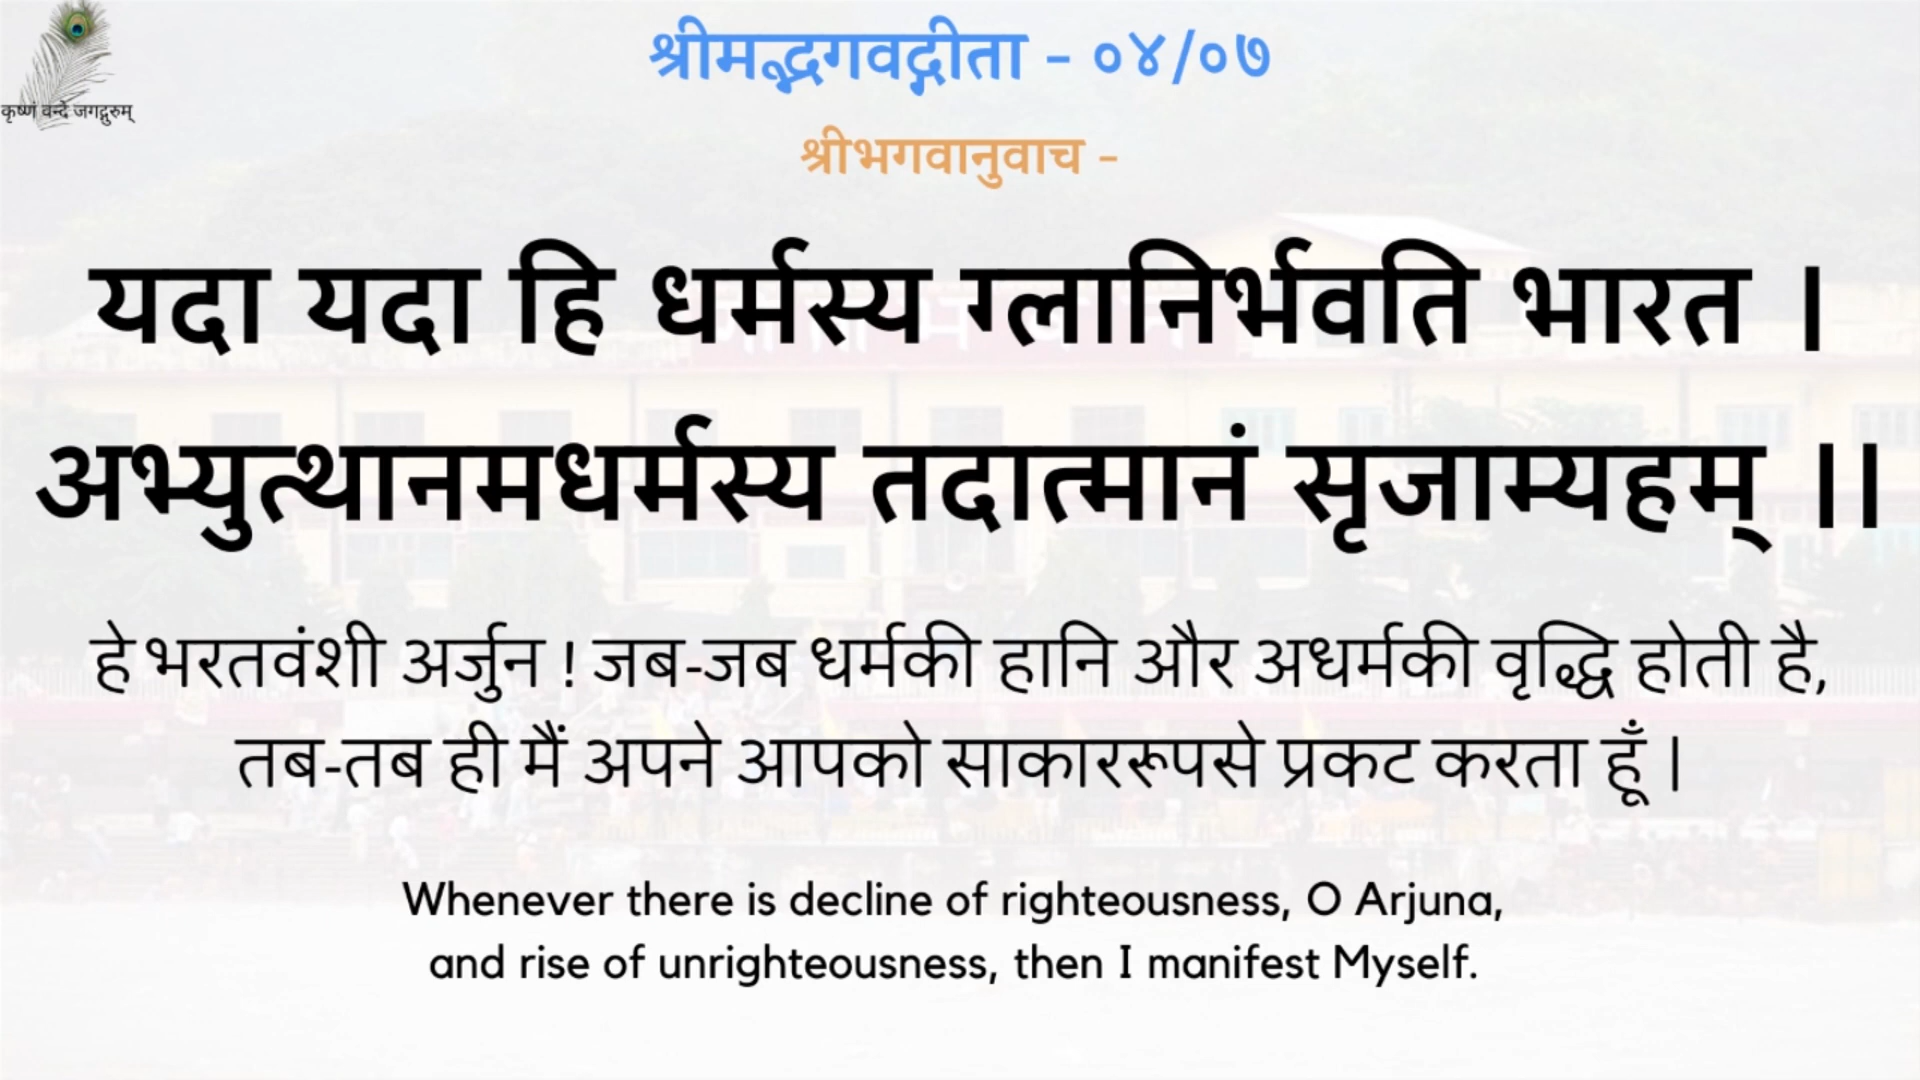 श्रीमद्भगवद्गीता - ०४/०७
कृष्णं वन्दे जगद्गुरुम्
श्रीभगवानुवाच -
यदा यदा हि धर्मस्य ग्लानिर्भवति भारत ।
अभ्युत्थानमधर्मस्य तदात्मानं सृजाम्यहम् ।।
हे भरतवंशी अर्जुन ! जब-जब धर्मकी हानि और अधर्मकी वृद्धि होती है,
तब-तब ही मैं अपने आपको साकाररूपसे प्रकट करता हूँ ।
Whenever there is decline of righteousness, O Arjuna,
and rise of unrighteousness, then I manifest Myself.